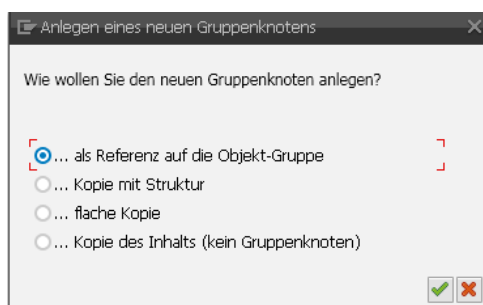 Anlegen eines neuen Gruppenknotens
Wie wollen Sie den neuen Gruppenknoten anlegen?
... als Referenz auf die Objekt-Gruppe
... Kopie mit Struktur
... flache Kopie
... Kopie des Inhalts (kein Gruppenknoten)